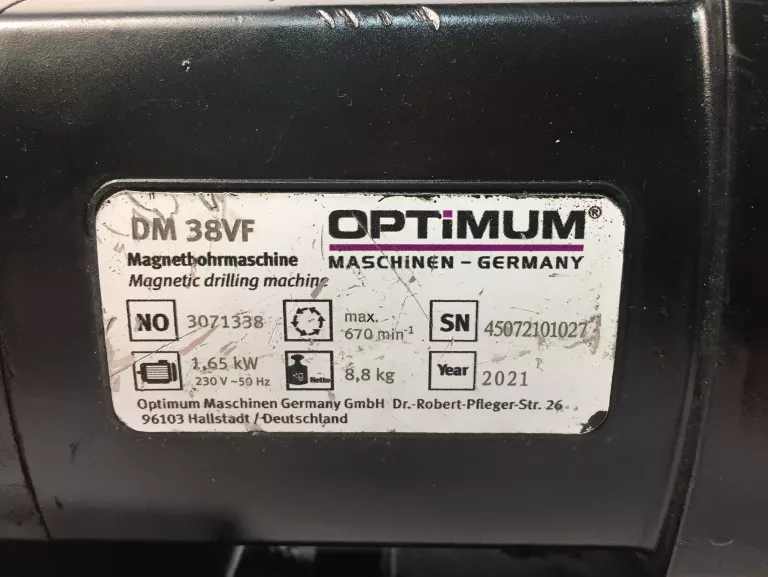 DM 38VF
Magnetbohrmaschine
Magnetic drilling machine
OPTiMUM®
MASCHiNEN - GERMANY
NO 3071338
max.
670 min-1
SN 45072101027
1,65 kW
230 V ~50 Hz
kg
Netto
8,8 kg
Year 2021
Optimum Maschinen Germany GmbH Dr.-Robert-Pfleger-Str. 26
96103 Hallstadt/Deutschland